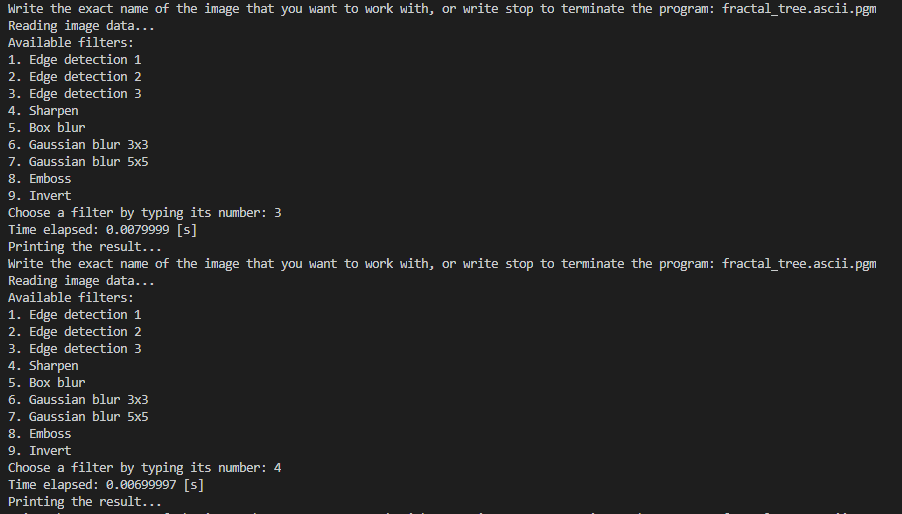 Write the exact name of the image that you want to work with, or write stop to terminate the program: fractal_tree.ascii.pgm
Reading image data...
Available filters:
1. Edge detection 1
2. Edge detection 2
3. Edge detection 3
4. Sharpen
5. Box blur
6. Gaussian blur 3x3
7. Gaussian blur 5x5
8. Emboss
9. Invert
Choose a filter by typing its number: 3
Time elapsed: 0.0079999 [s]
Printing the result...
Write the exact name of the image that you want to work with, or write stop to terminate the program: fractal_tree.ascii.pgm
Reading image data...
Available filters:
1. Edge detection 1
2. Edge detection 2
3. Edge detection 3
4. Sharpen
5. Box blur
6. Gaussian blur 3x3
7. Gaussian blur 5x5
8. Emboss
9. Invert
Choose a filter by typing its number: 4
Time elapsed: 0.00699997 [s]
Printing the result...